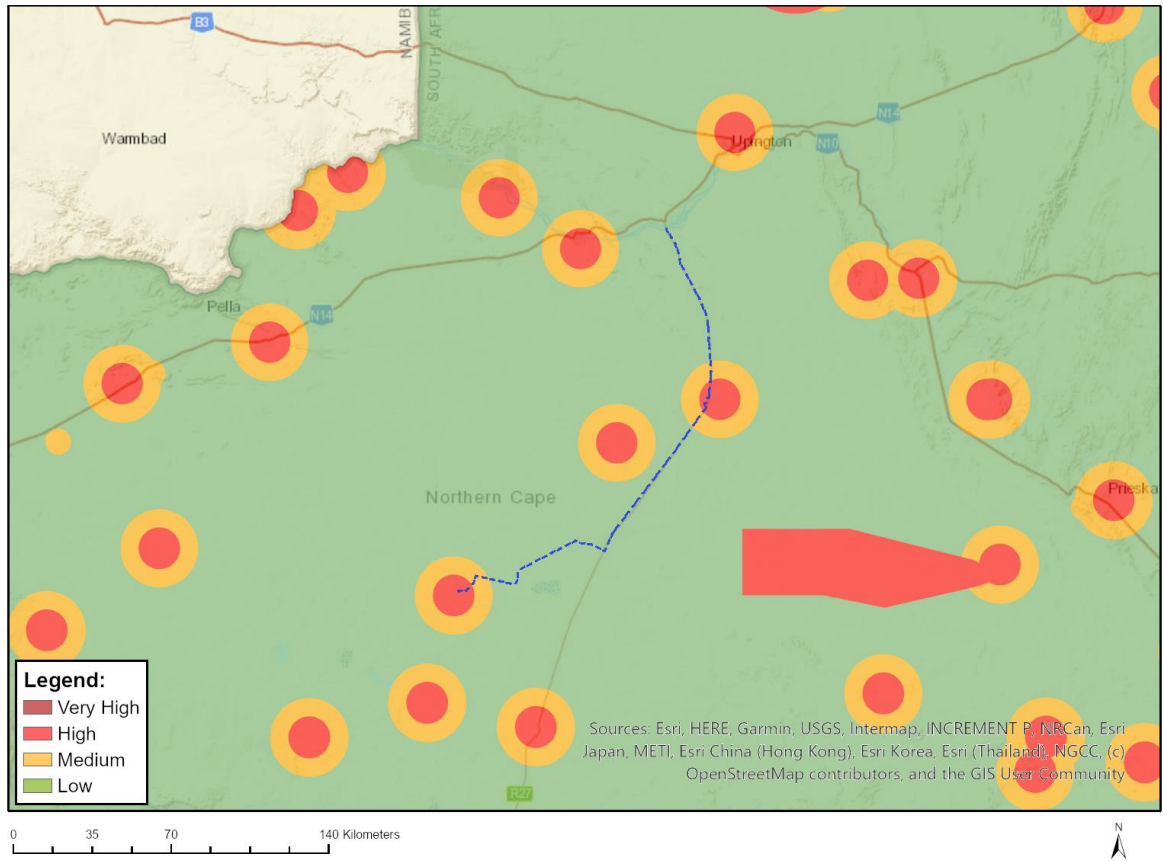 B3
NAMIB
SOUTH AFR
Warmbad
N14
Upington
N10
Pella
N14
Northern Cape
Prieska
Legend:
Very High
High
Medium
Low
Sources: Esri, HERE, Garmin, USGS, Intermap, INCREMENT P, NRCan, Esri
Japan, METI, Esri China (Hong Kong), Esri Korea, Esri (Thailand), NGCC, (c)
OpenStreetMap contributors, and the GIS User Community
R27
0 35 70 140 Kilometers
N